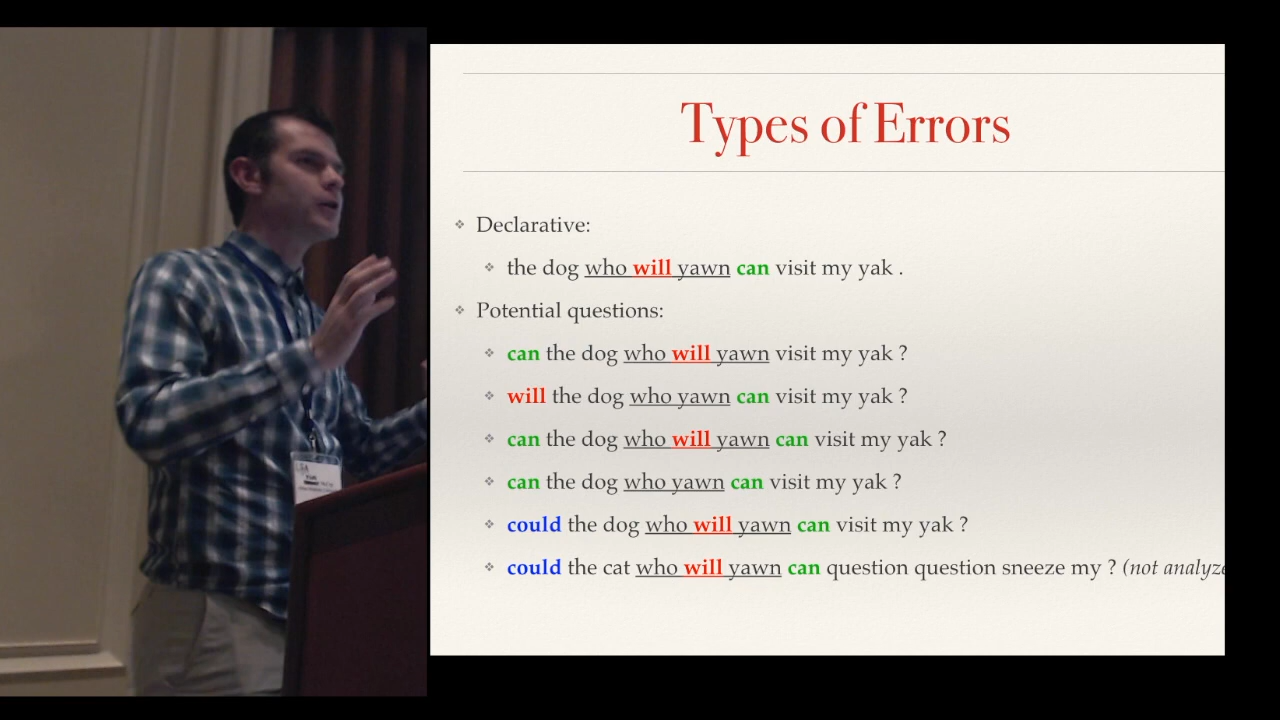 Types of Errors
Declarative:
the dog who will yawn can visit my yak .
Potential questions:
can the dog who will yawn visit my yak ?
will the dog who yawn can visit my yak ?
can the dog who will yawn can visit my yak ?
can the dog who yawn can visit my yak ?
could the dog who will yawn can visit my yak ?
could the cat who will yawn can question question sneeze my ? (not analyze
LSA